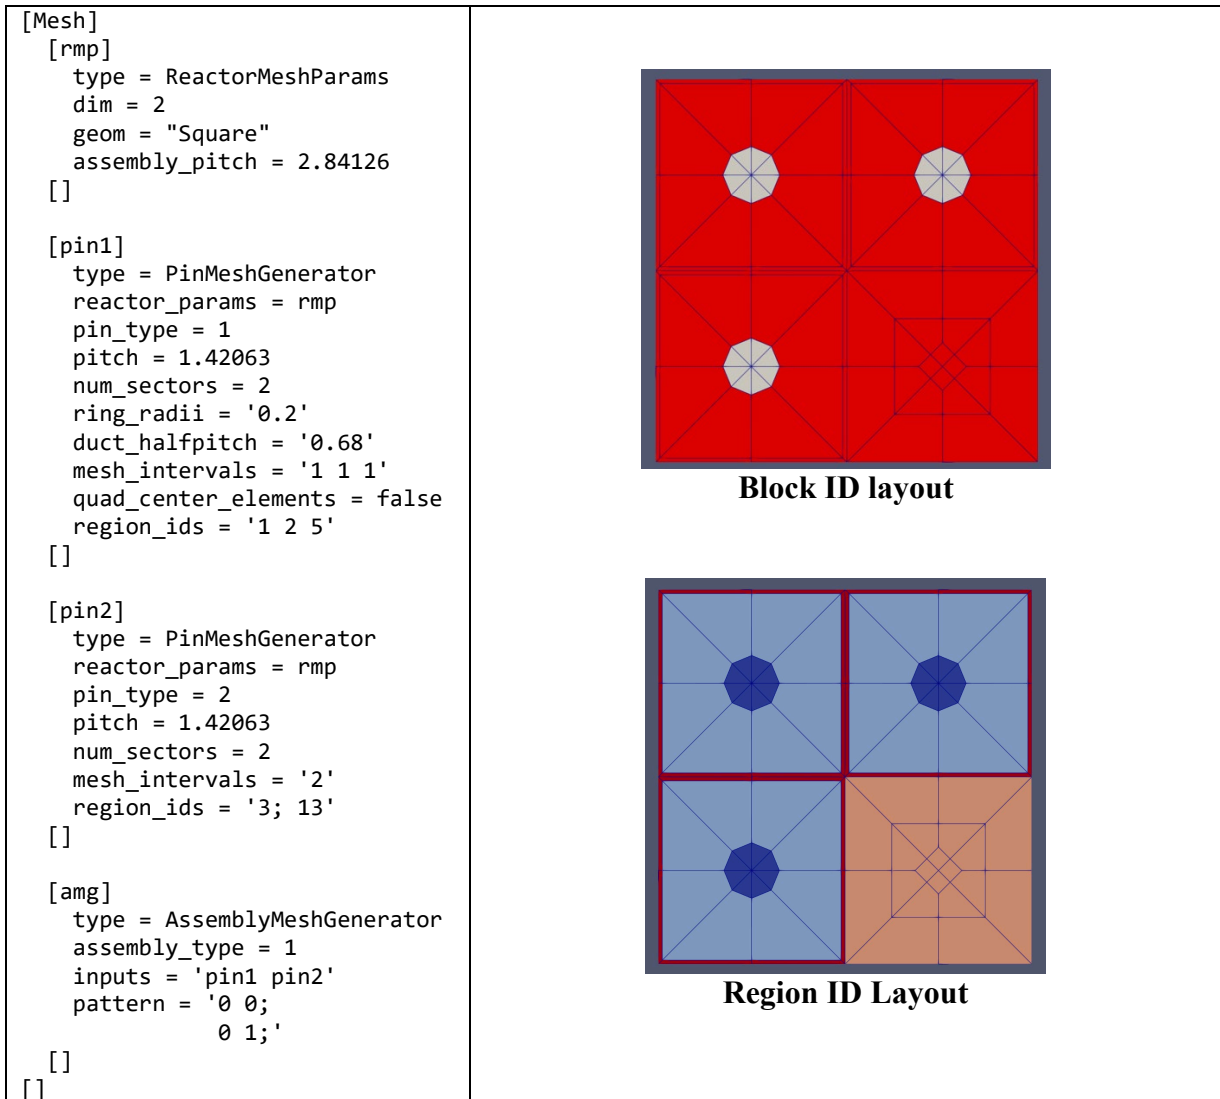 [Mesh]
[rmp]
type = ReactorMeshParams
dim = 2
geom = "Square"
assembly_pitch = 2.84126
[]
[pin1]
type = PinMeshGenerator
reactor_params = rmp
pin_type = 1
pitch = 1.42063
num_sectors = 2
ring_radii = '0.2'
duct_halfpitch = '0.68'
mesh_intervals = '1 1 1'
quad_center_elements = false
region_ids = '1 2 5'
[]
[pin2]
type = PinMeshGenerator
reactor_params = rmp
pin_type = 2
pitch = 1.42063
num_sectors = 2
mesh_intervals = '2'
region_ids = '3; 13'
[]
[amg]
type = AssemblyMeshGenerator
assembly_type = 1
inputs = 'pin1 pin2'
pattern = '0 0;
0 1;'
[]
[]
Block ID layout
Region ID Layout